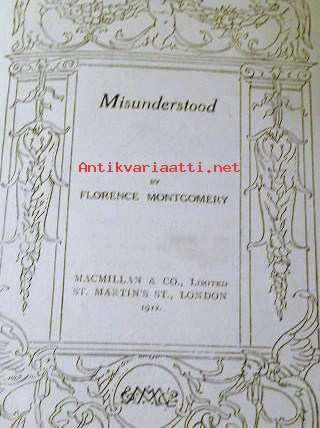 Misunderstood
Antikvariaatti.net
BY
FLORENCE MONTGOMERY
MACMILLAN & CO., LIMITED
ST. MARTIN'S ST., LONDON